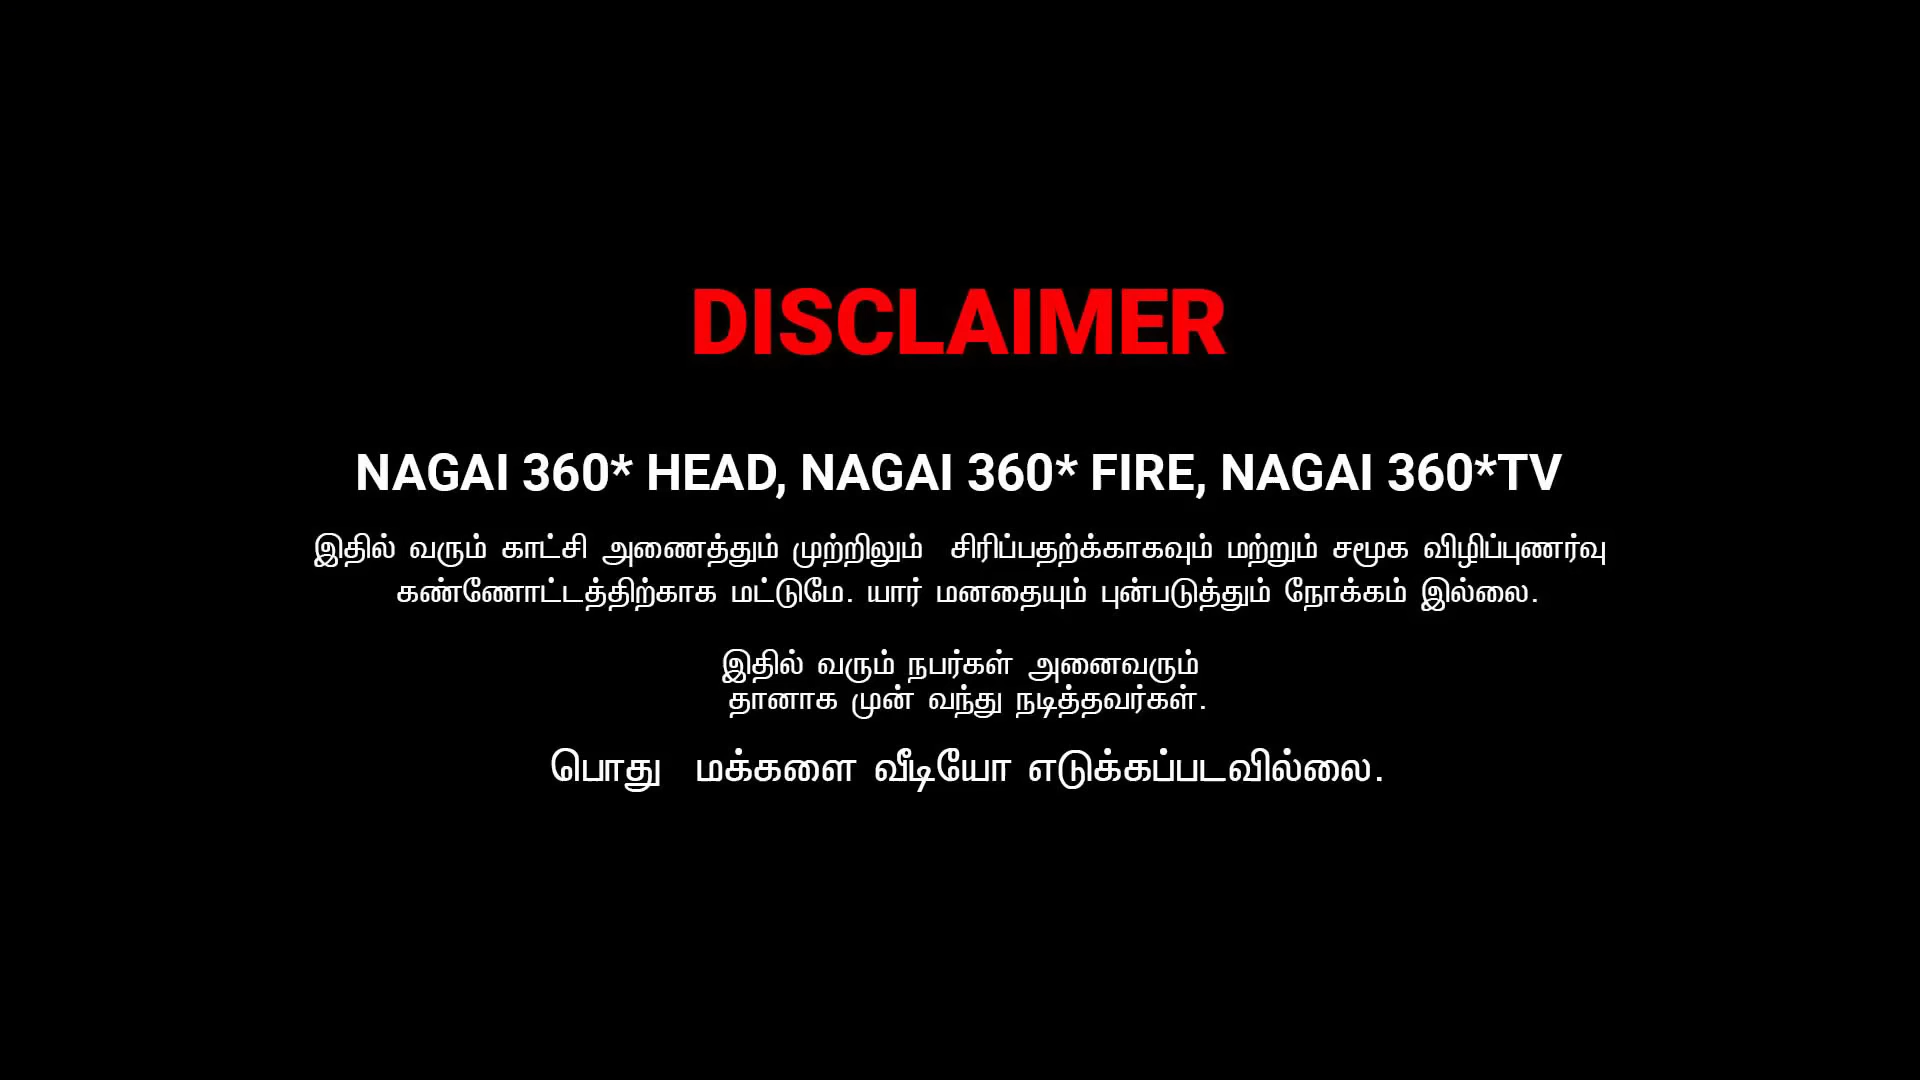 DISCLAIMER
NAGAI 360* HEAD, NAGAI 360* FIRE, NAGAI 360*TV
இதில் வரும் காட்சி அணைத்தும் முற்றிலும் சிரிப்பதற்க்காகவும் மற்றும் சமூக விழிப்புணர்வு
கண்ணோட்டத்திற்காக மட்டுமே. யார் மனதையும் புன்படுத்தும் நோக்கம் இல்லை.
இதில் வரும் நபர்கள் அனைவரும்
தானாக முன் வந்து நடித்தவர்கள்.
பொது மக்களை வீடியோ எடுக்கப்படவில்லை.